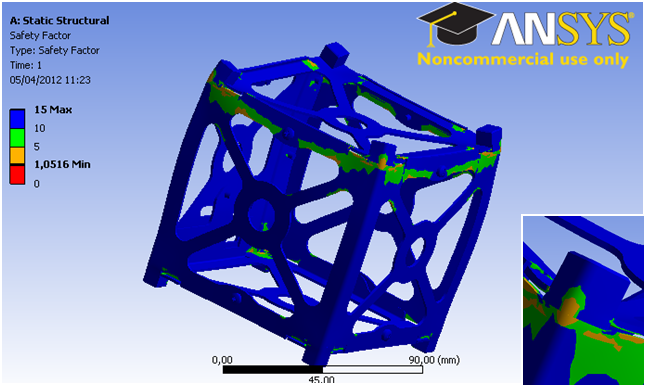 A: Static Structural
Safety Factor
Type: Safety Factor
Time: 1
05/04/2012 11:23
15 Max
10
5
1,0516 Min
0
ANSYS
Noncommercial use only
0,00
90,00 (mm)
45,00